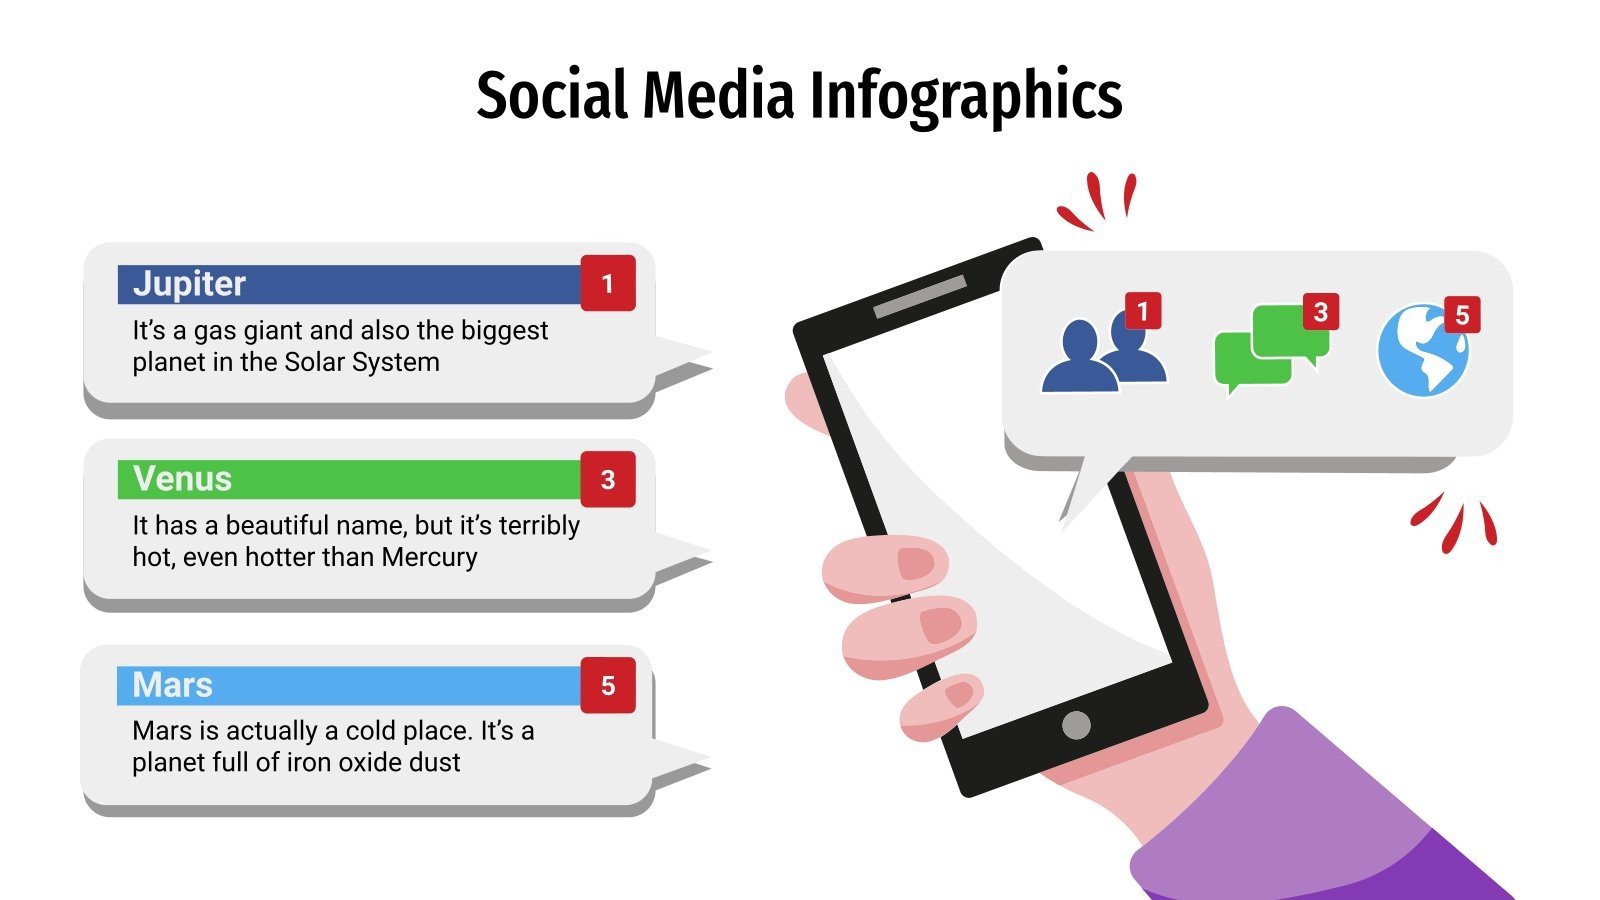 Social Media Infographics
Jupiter
1
It's a gas giant and also the biggest
planet in the Solar System
Venus
3
It has a beautiful name, but it's terribly
hot, even hotter than Mercury
Mars
5
Mars is actually a cold place. It's a
planet full of iron oxide dust
1
3
5